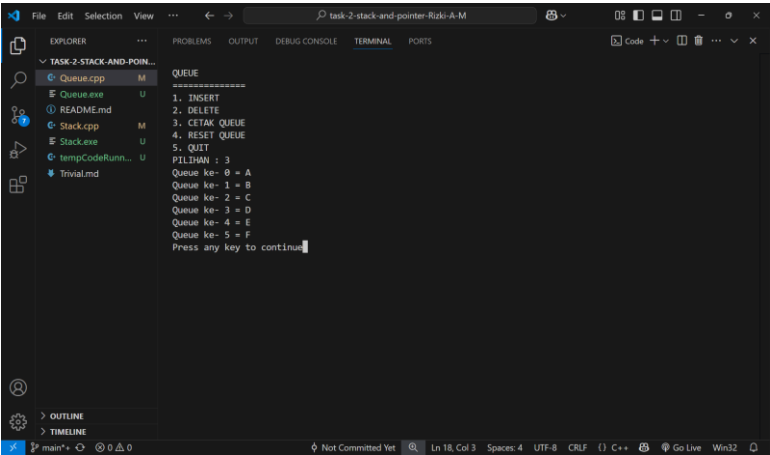 File Edit Selection View ... task-2-stack-and-pointer-Rizki-A-M
EXPLORER ...
PROBLEMS OUTPUT DEBUG CONSOLE TERMINAL PORTS
Code
TASK-2-STACK-AND-POIN...
Queue.cpp M
Queue.exe U
README.md
Stack.cpp M
Stack.exe U
tempCodeRunn... U
Trivial.md
7
QUEUE
==============
1. INSERT
2. DELETE
3. CETAK QUEUE
4. RESET QUEUE
5. QUIT
PILIHAN : 3
Queue ke- 0 = A
Queue ke- 1 = B
Queue ke- 2 = C
Queue ke- 3 = D
Queue ke- 4 = E
Queue ke- 5 = F
Press any key to continue
OUTLINE
TIMELINE
main*+ 0 0 Not Committed Yet Ln 18, Col 3 Spaces: 4 UTF-8 CRLF {} C++ Go Live Win32